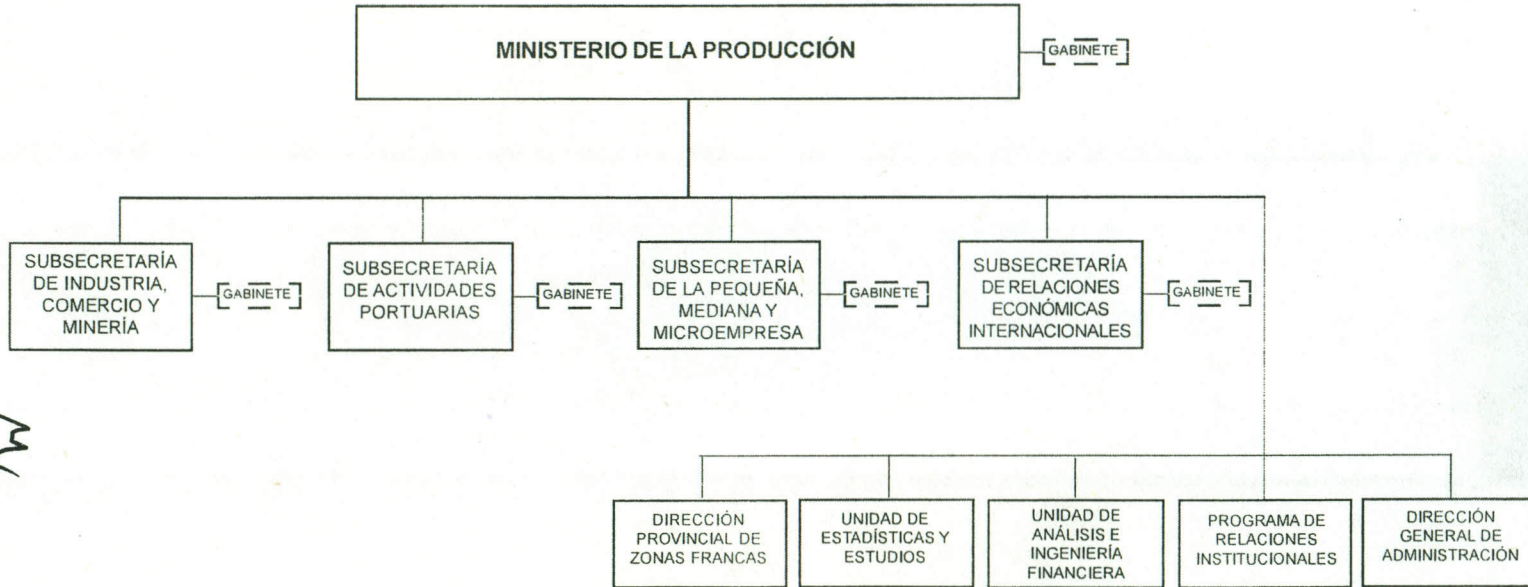 MINISTERIO DE LA PRODUCCIÓN
GABINETE
SUBSECRETARÍA
DE INDUSTRIA,
COMERCIO Y
MINERÍA
GABINETE
SUBSECRETARÍA
DE ACTIVIDADES
PORTUARIAS
GABINETE
SUBSECRETARÍA
DE LA PEQUEÑA,
MEDIANA Y
MICROEMPRESA
GABINETE
SUBSECRETARÍA
DE RELACIONES
ECONÓMICAS
INTERNACIONALES
GABINETE
DIRECCIÓN
PROVINCIAL DE
ZONAS FRANCAS
UNIDAD DE
ESTADÍSTICAS Y
ESTUDIOS
UNIDAD DE
ANÁLISIS E
INGENIERÍA
FINANCIERA
PROGRAMA DE
RELACIONES
INSTITUCIONALES
DIRECCIÓN
GENERAL DE
ADMINISTRACIÓN